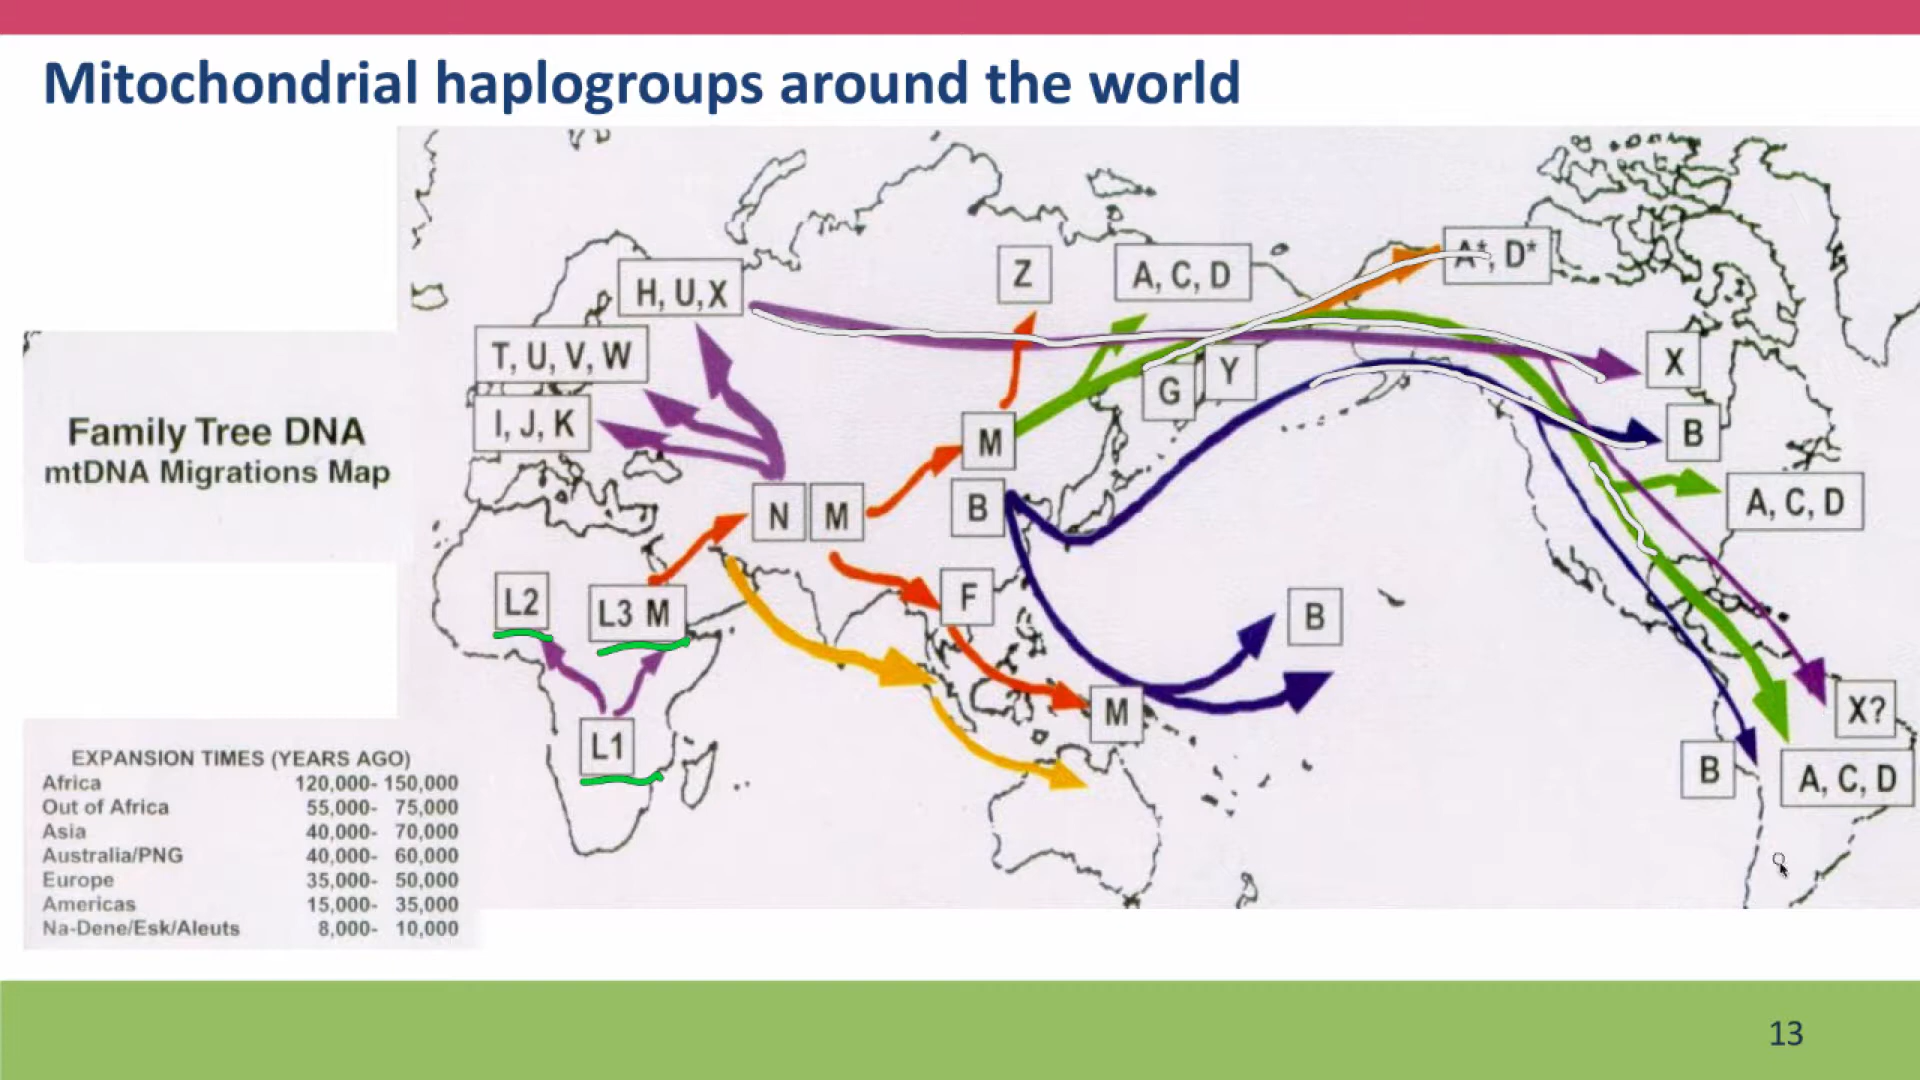 Mitochondrial haplogroups around the world
Family Tree DNA
mtDNA Migrations Map
H, U, X
T, U, V, W
I, J, K
Z
A, C, D
A*, D*
G
Y
X
M
B
B
A, C, D
N
M
L2
L3 M
F
B
L1
M
X?
B
A, C, D
EXPANSION TIMES (YEARS AGO)
Africa 120,000- 150,000
Out of Africa 55,000- 75,000
Asia 40,000- 70,000
Australia/PNG 40,000- 60,000
Europe 35,000- 50,000
Americas 15,000- 35,000
Na-Dene/Esk/Aleuts 8,000- 10,000
13